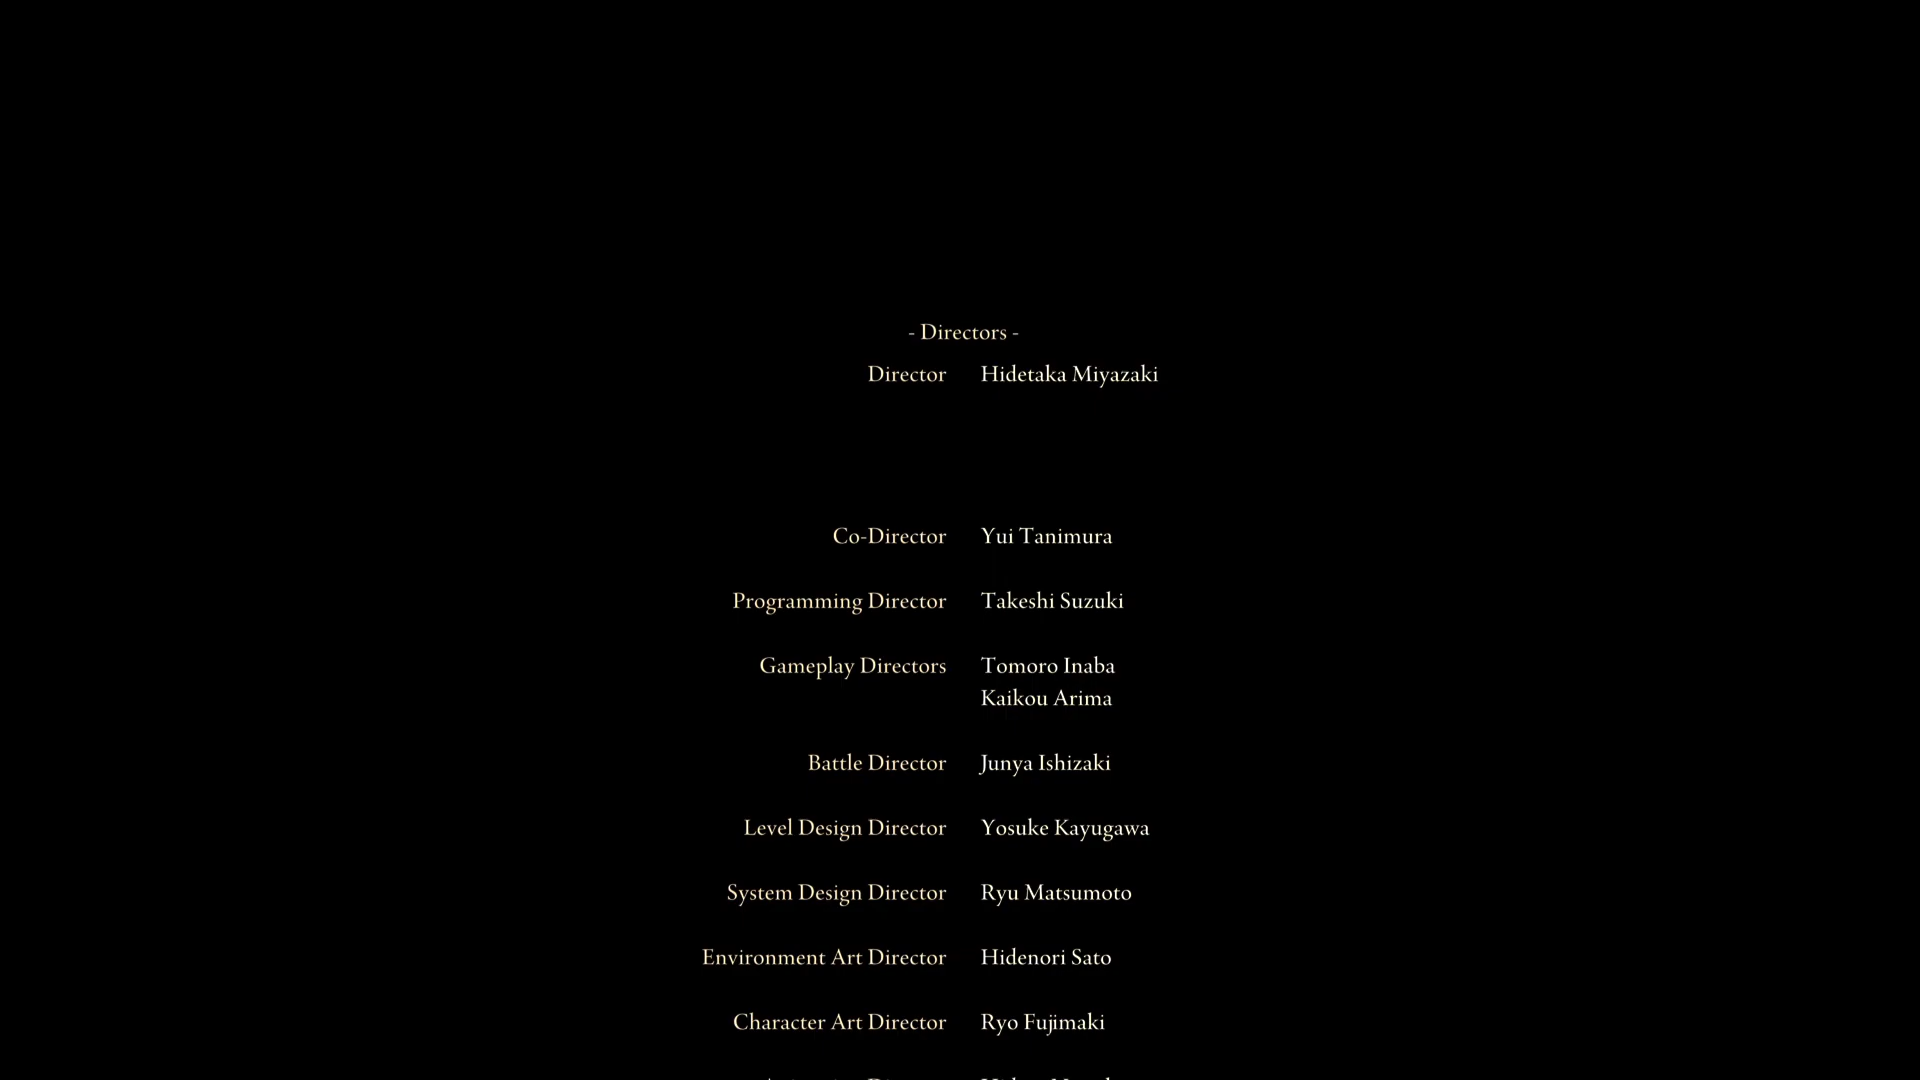 - Directors -
Director Hidetaka Miyazaki
Co-Director Yui Tanimura
Programming Director Takeshi Suzuki
Gameplay Directors Tomoro Inaba
Kaikou Arima
Battle Director Junya Ishizaki
Level Design Director Yosuke Kayugawa
System Design Director Ryu Matsumoto
Environment Art Director Hidenori Sato
Character Art Director Ryo Fujimaki